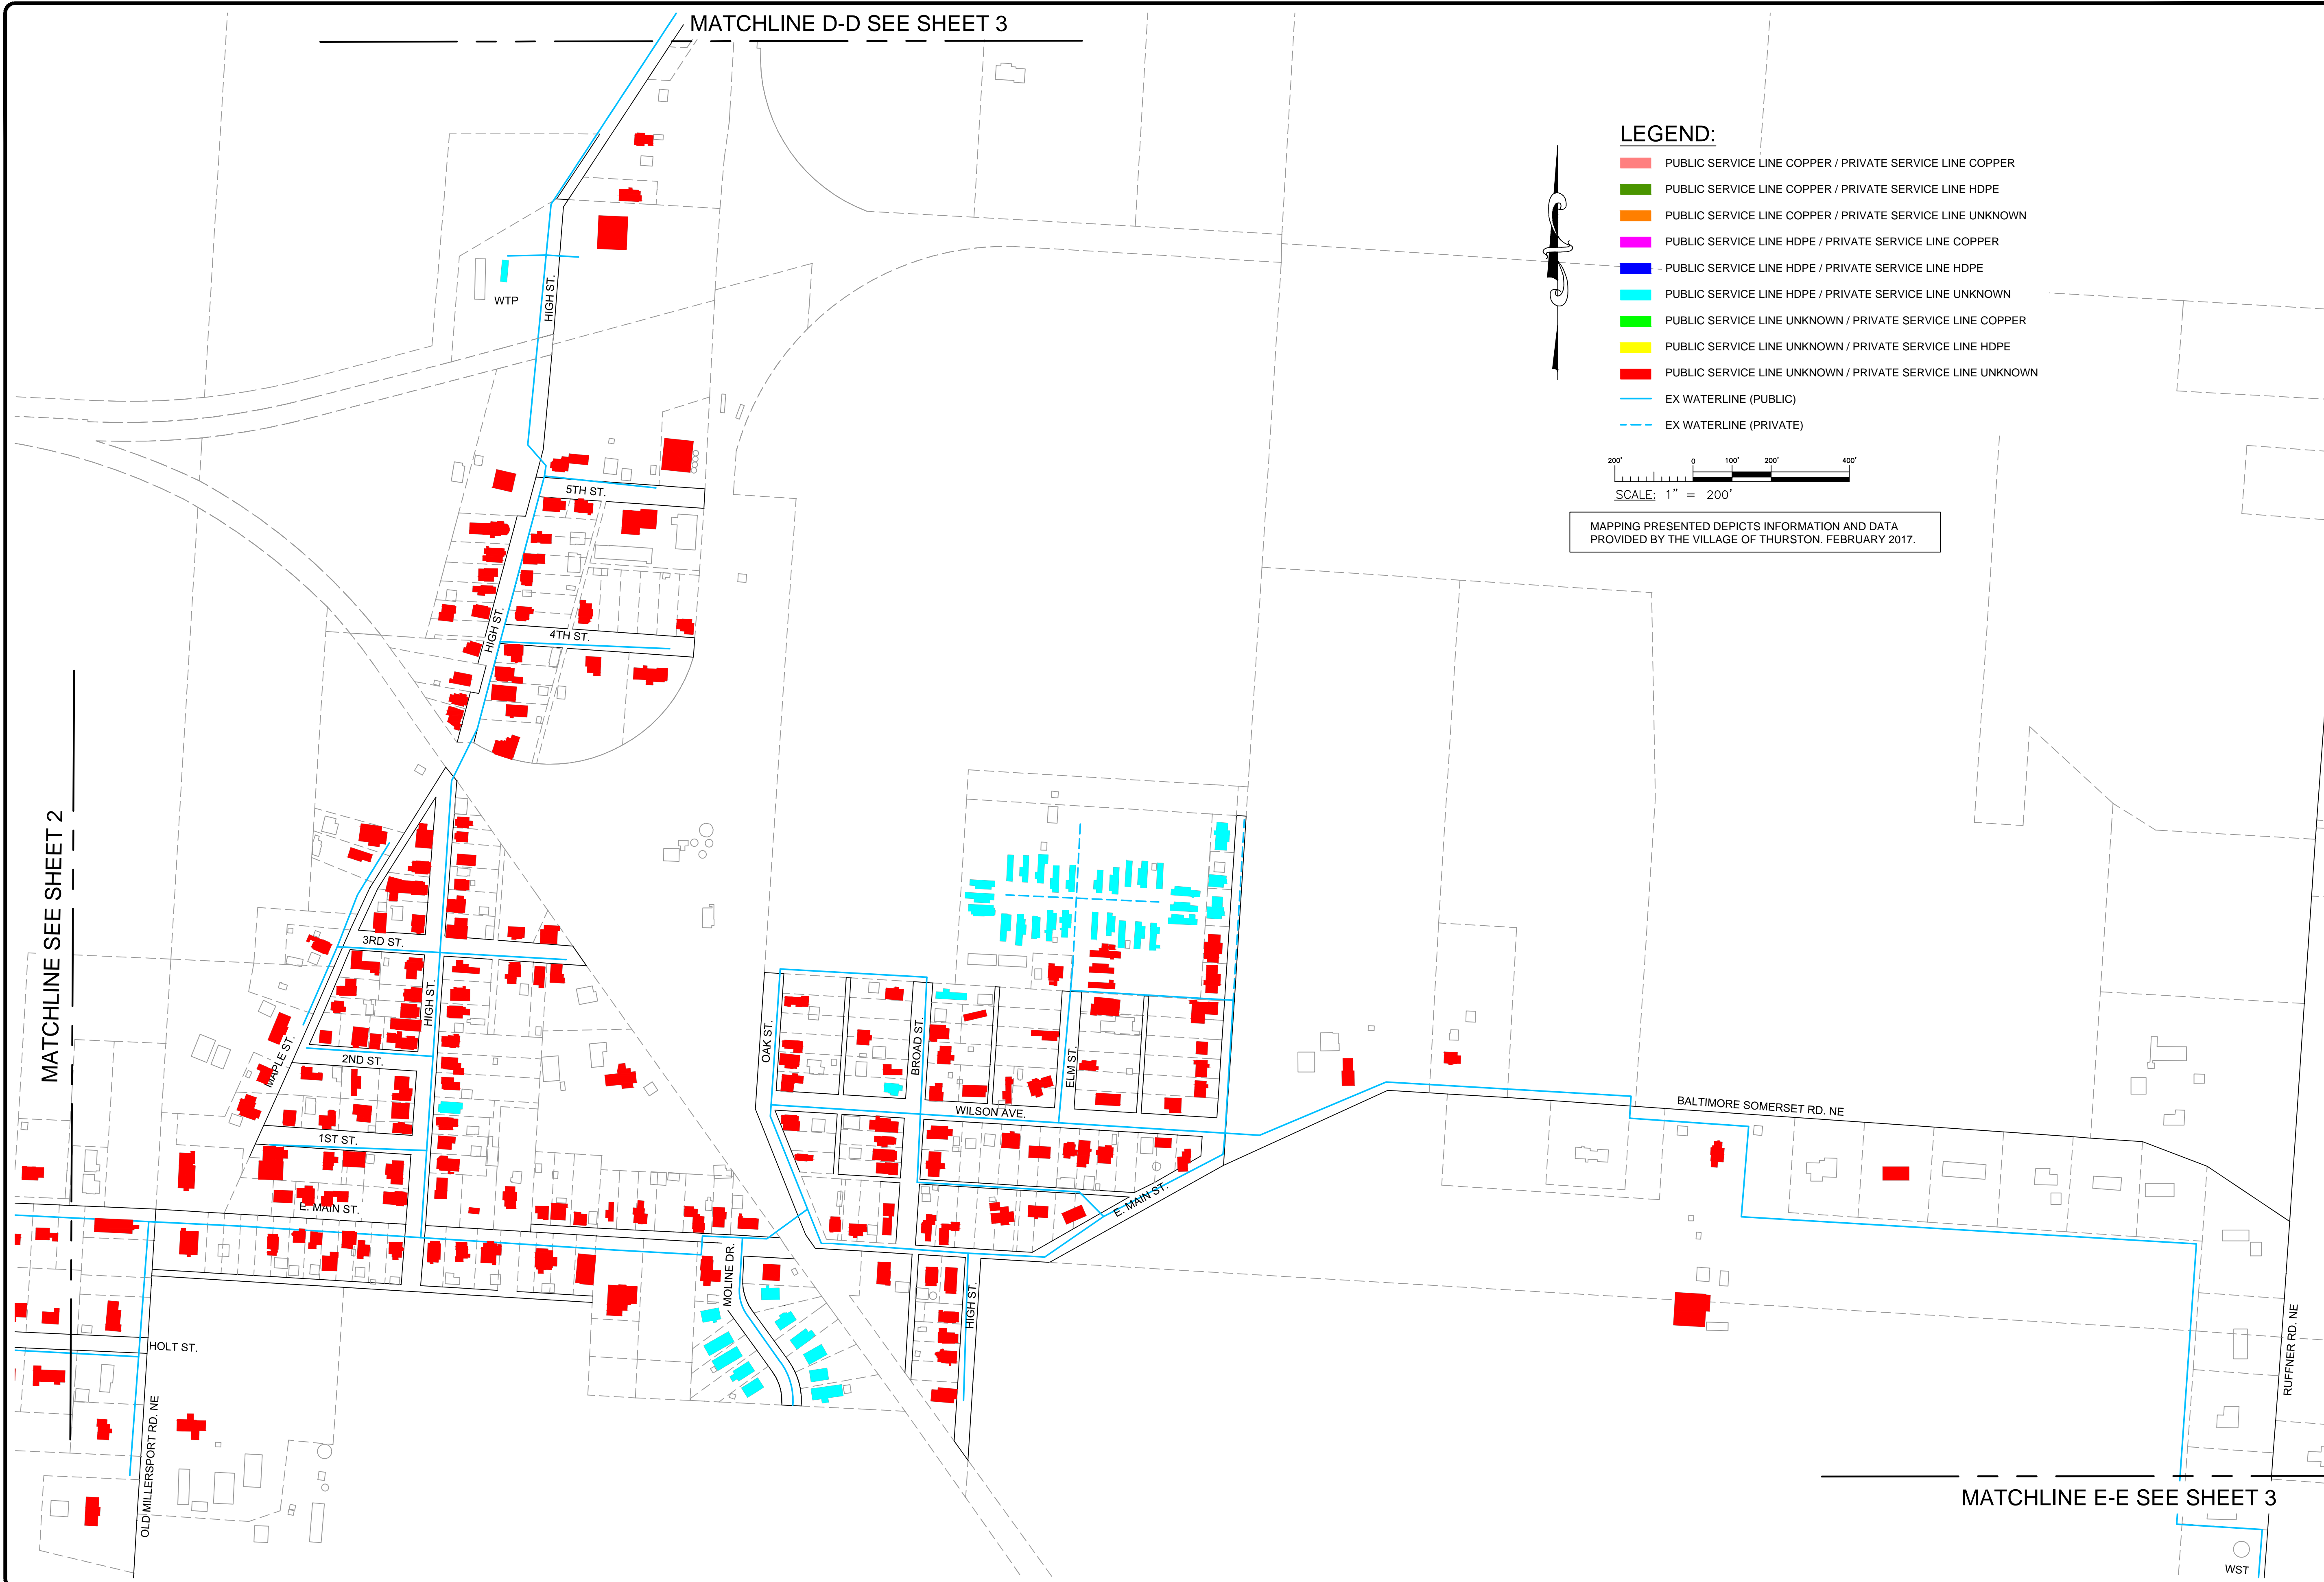 MATCHLINE D-D SEE SHEET 3
LEGEND:
PUBLIC SERVICE LINE COPPER / PRIVATE SERVICE LINE COPPER
PUBLIC SERVICE LINE COPPER / PRIVATE SERVICE LINE HDPE
PUBLIC SERVICE LINE COPPER / PRIVATE SERVICE LINE UNKNOWN
PUBLIC SERVICE LINE HDPE / PRIVATE SERVICE LINE COPPER
PUBLIC SERVICE LINE HDPE / PRIVATE SERVICE LINE HDPE
PUBLIC SERVICE LINE HDPE / PRIVATE SERVICE LINE UNKNOWN
PUBLIC SERVICE LINE UNKNOWN / PRIVATE SERVICE LINE COPPER
PUBLIC SERVICE LINE UNKNOWN / PRIVATE SERVICE LINE HDPE
PUBLIC SERVICE LINE UNKNOWN / PRIVATE SERVICE LINE UNKNOWN
EX WATERLINE (PUBLIC)
EX WATERLINE (PRIVATE)
200' 0 100' 200' 400'
SCALE: 1" = 200'
MAPPING PRESENTED DEPICTS INFORMATION AND DATA
PROVIDED BY THE VILLAGE OF THURSTON. FEBRUARY 2017.
WTP
HIGH ST.
5TH ST.
HIGH ST.
4TH ST.
MATCHLINE SEE SHEET 2
3RD ST.
HIGH ST.
MAPLE ST.
2ND ST.
OAK ST.
BROAD ST.
ELM ST.
WILSON AVE.
BALTIMORE SOMERSET RD. NE
1ST ST.
E. MAIN ST.
E. MAIN ST.
MOLINE DR.
HIGH ST.
HOLT ST.
RUFFNER RD. NE
OLD MILLERSPORT RD. NE
MATCHLINE E-E SEE SHEET 3
WST